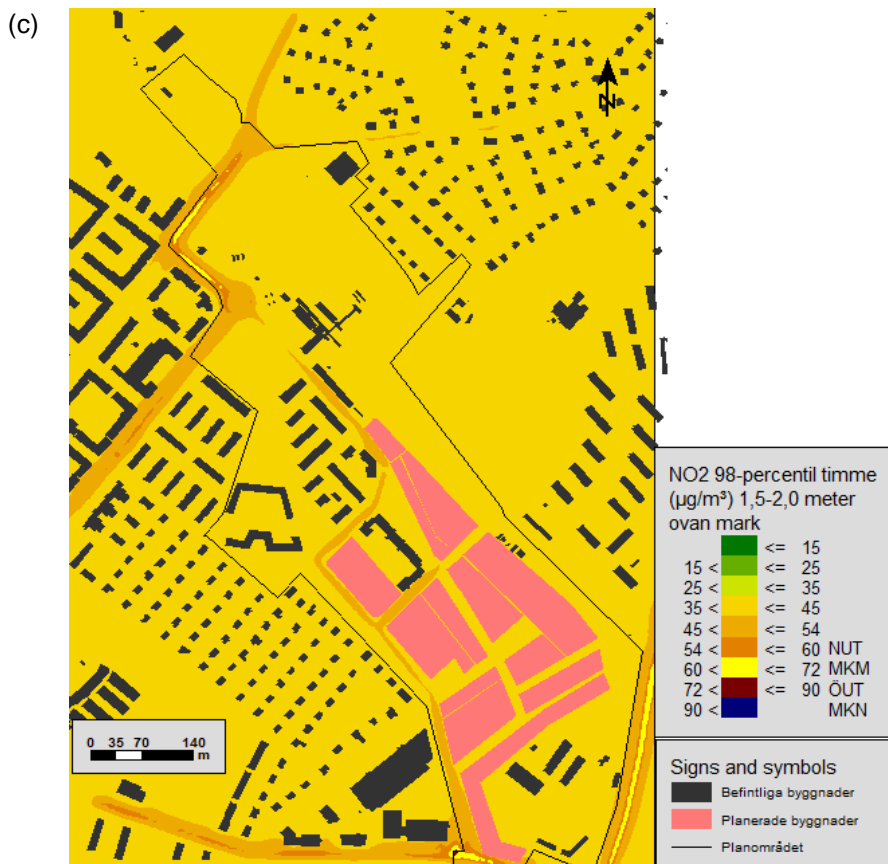 (c)
N
NO2 98-percentil timme
(µg/m³) 1,5-2,0 meter
ovan mark
<= 15
15 < <= 25
25 < <= 35
35 < <= 45
45 < <= 54
54 < <= 60 NUT
60 < <= 72 MKM
72 < <= 90 ÖUT
90 < MKN
0 35 70 140
m
Signs and symbols
Befintliga byggnader
Planerade byggnader
Planområdet